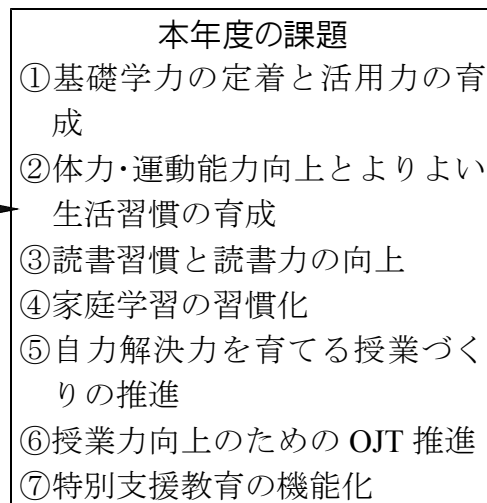 本年度の課題
①基礎学力の定着と活用力の育
成
②体力･運動能力向上とよりよい
生活習慣の育成
③読書習慣と読書力の向上
④家庭学習の習慣化
⑤自力解決力を育てる授業づく
りの推進
⑥授業力向上のための OJT 推進
⑦特別支援教育の機能化